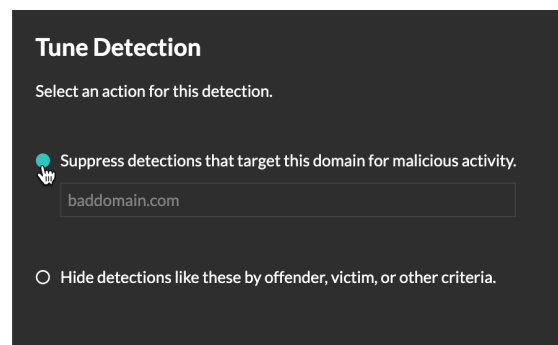 Tune Detection
Select an action for this detection.
Suppress detections that target this domain for malicious activity.
baddomain.com
Hide detections like these by offender, victim, or other criteria.